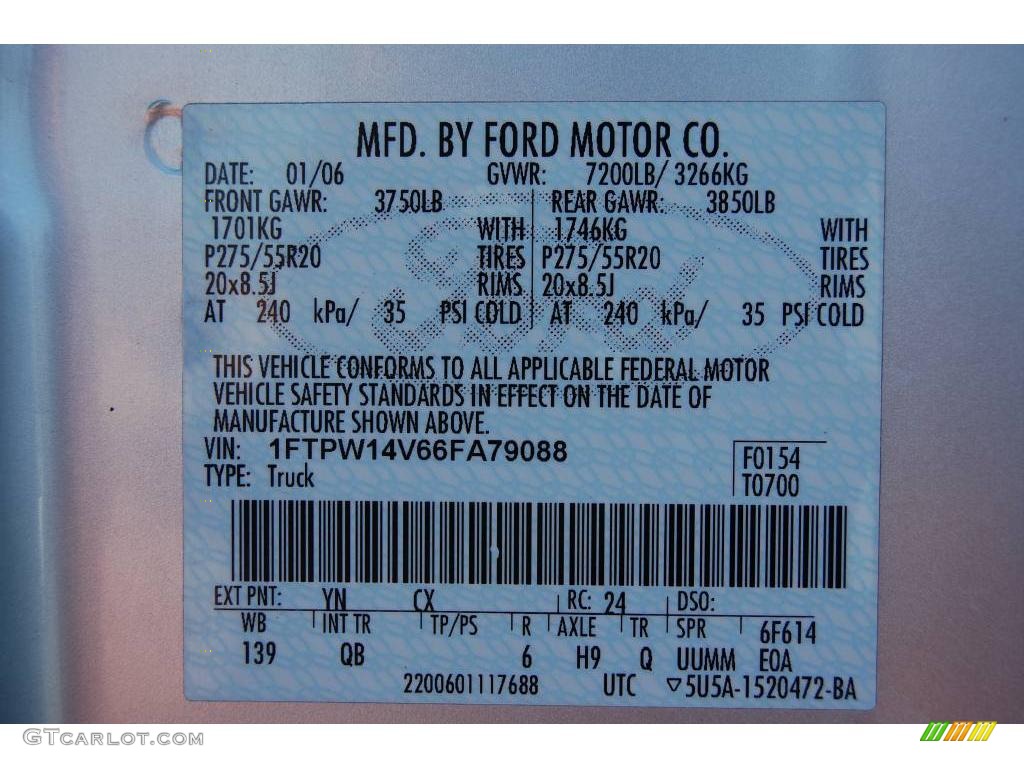 MFD. BY FORD MOTOR CO.
DATE: 01/06 GVWR: 7200LB/ 3266KG
FRONT GAWR: 3750LB REAR GAWR: 3850LB
1701KG WITH 1746KG WITH
P275/55R20 TIRES P275/55R20 TIRES
20x8.5J RIMS 20x8.5J RIMS
AT 240 kPa/ 35 PSI COLD AT 240 kPa/ 35 PSI COLD
THIS VEHICLE CONFORMS TO ALL APPLICABLE FEDERAL MOTOR
VEHICLE SAFETY STANDARDS IN EFFECT ON THE DATE OF
MANUFACTURE SHOWN ABOVE.
VIN: 1FTPW14V66FA79088 F0154
TYPE: Truck T0700
EXT PNT: YN CX RC: 24 DSO:
WB INT TR TP/PS R AXLE TR SPR 6F614
139 QB 6 H9 Q UUMM EOA
2200601117688 UTC ▽5U5A-1520472-BA
GTCARLOT.COM